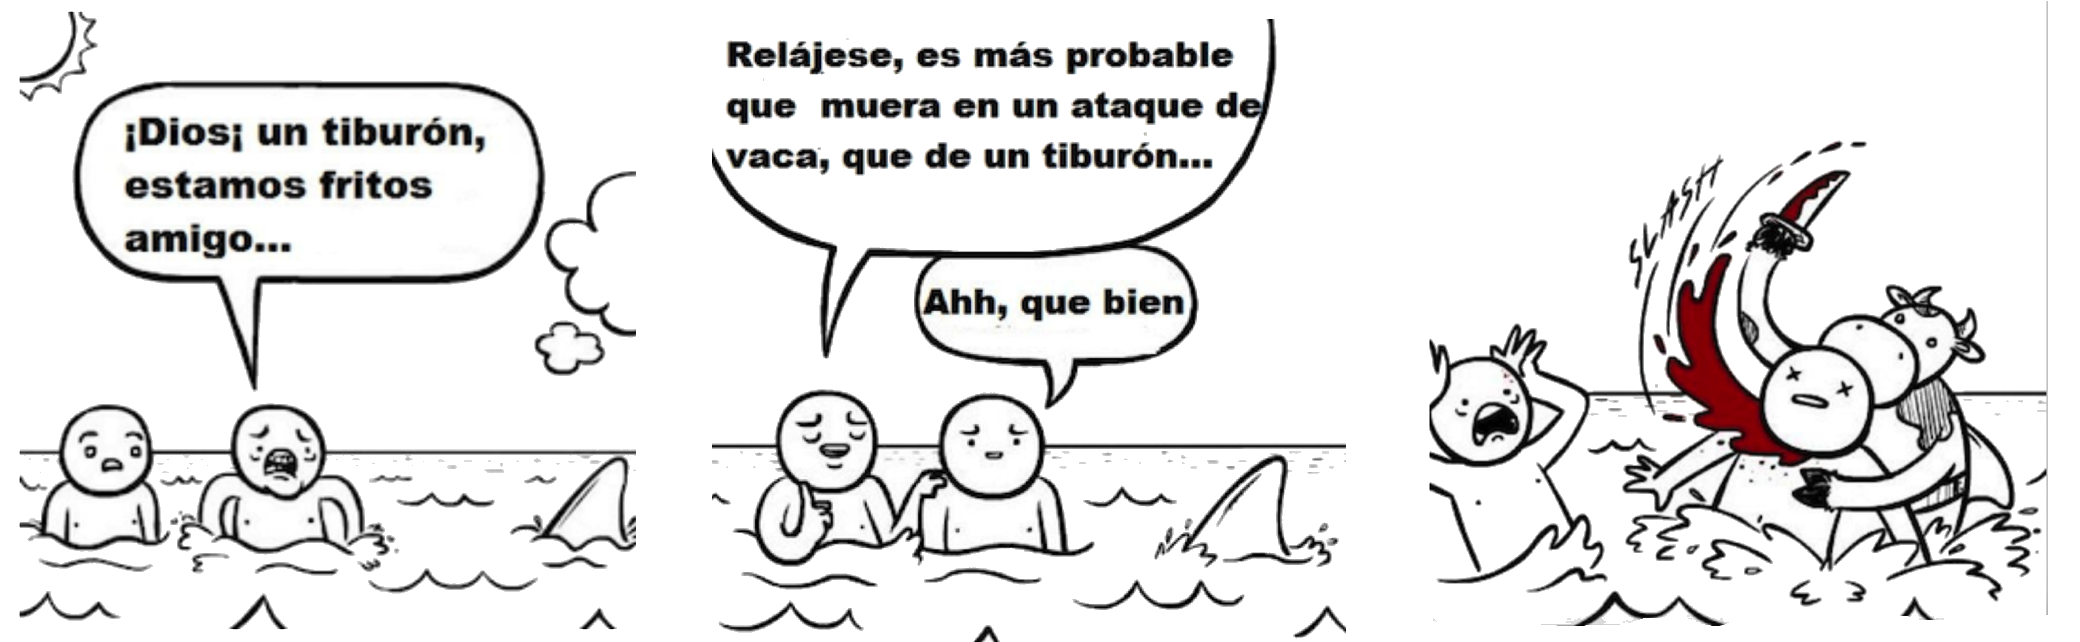 ¡Dios¡ un tiburón,
estamos fritos
amigo...
Relájese, es más probable
que muera en un ataque de
vaca, que de un tiburón...
Ahh, que bien
SLASH